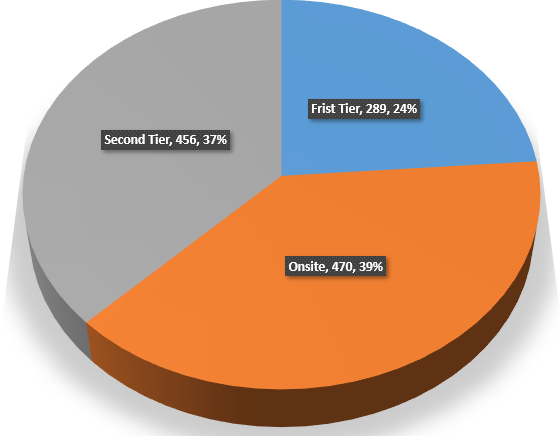 Frist Tier, 289, 24%
Second Tier, 456, 37%
Onsite, 470, 39%